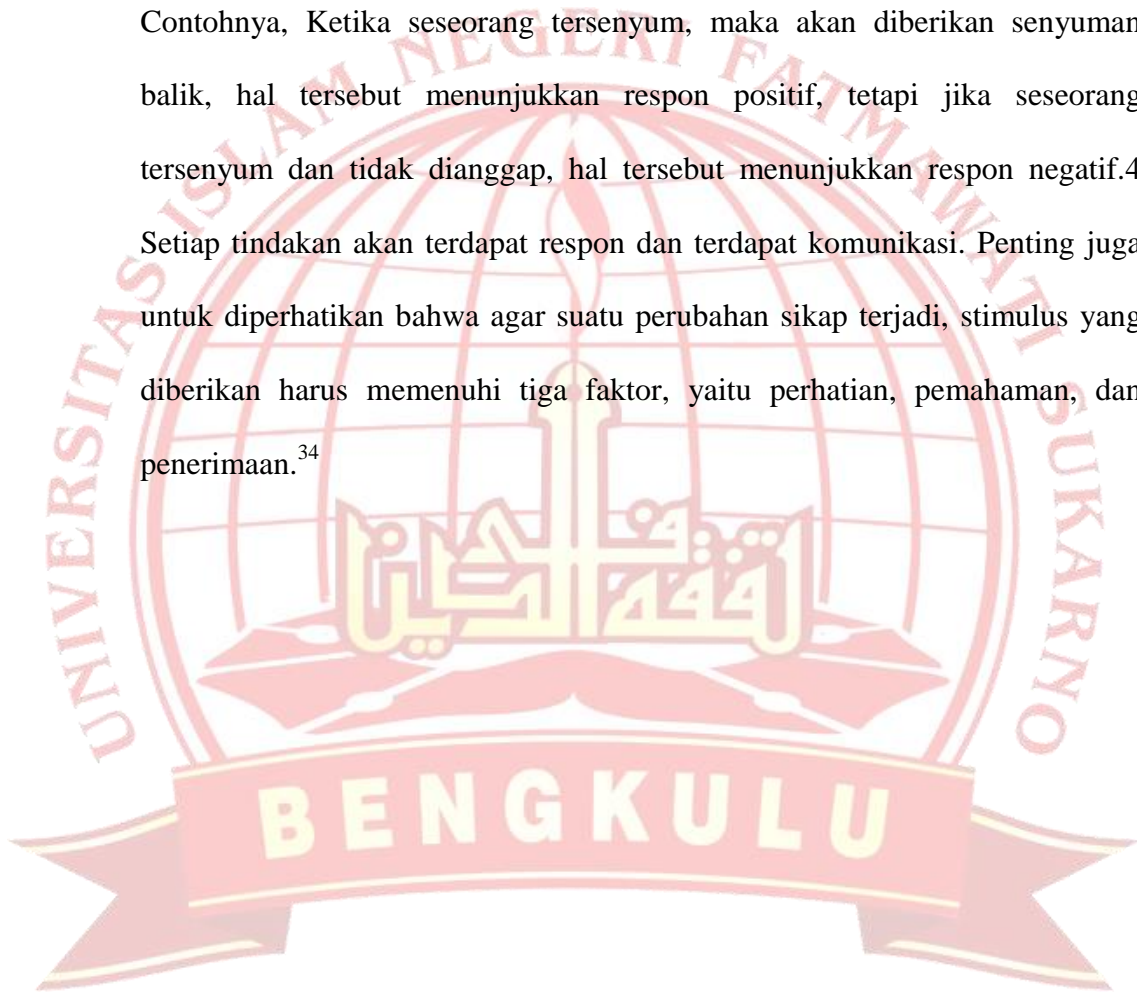 Contohnya, Ketika seseorang tersenyum, maka akan diberikan senyuman
balik, hal tersebut menunjukkan respon positif, tetapi jika seseorang
tersenyum dan tidak dianggap, hal tersebut menunjukkan respon negatif.4
Setiap tindakan akan terdapat respon dan terdapat komunikasi. Penting juga
untuk diperhatikan bahwa agar suatu perubahan sikap terjadi, stimulus yang
diberikan harus memenuhi tiga faktor, yaitu perhatian, pemahaman, dan
penerimaan.34
UNIVERSITAS ISLAM NEGERI FATMAWATI SUKARNO
BENGKULU